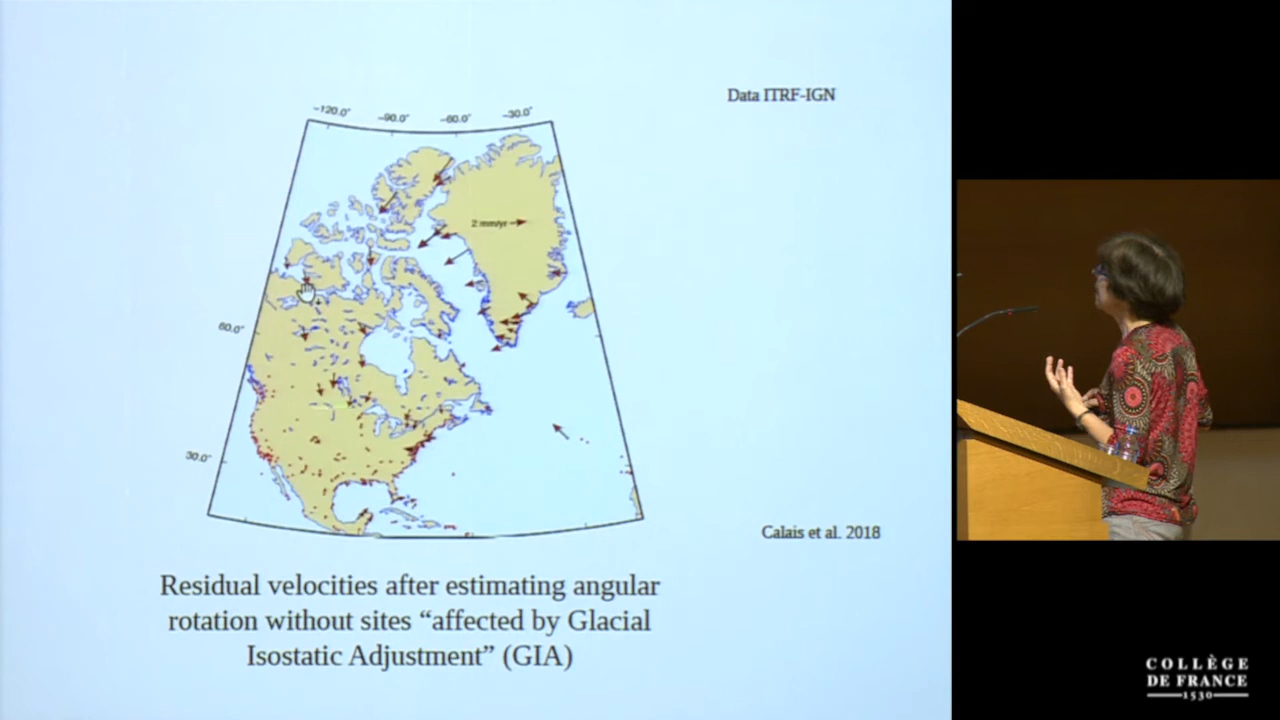 Data ITRF-IGN
-120.0°
-90.0°
-60.0°
-30.0°
2 mm/yr
60.0°
30.0°
Calais et al. 2018
Residual velocities after estimating angular
rotation without sites “affected by Glacial
Isostatic Adjustment” (GIA)
COLLÈGE
DE FRANCE
1530